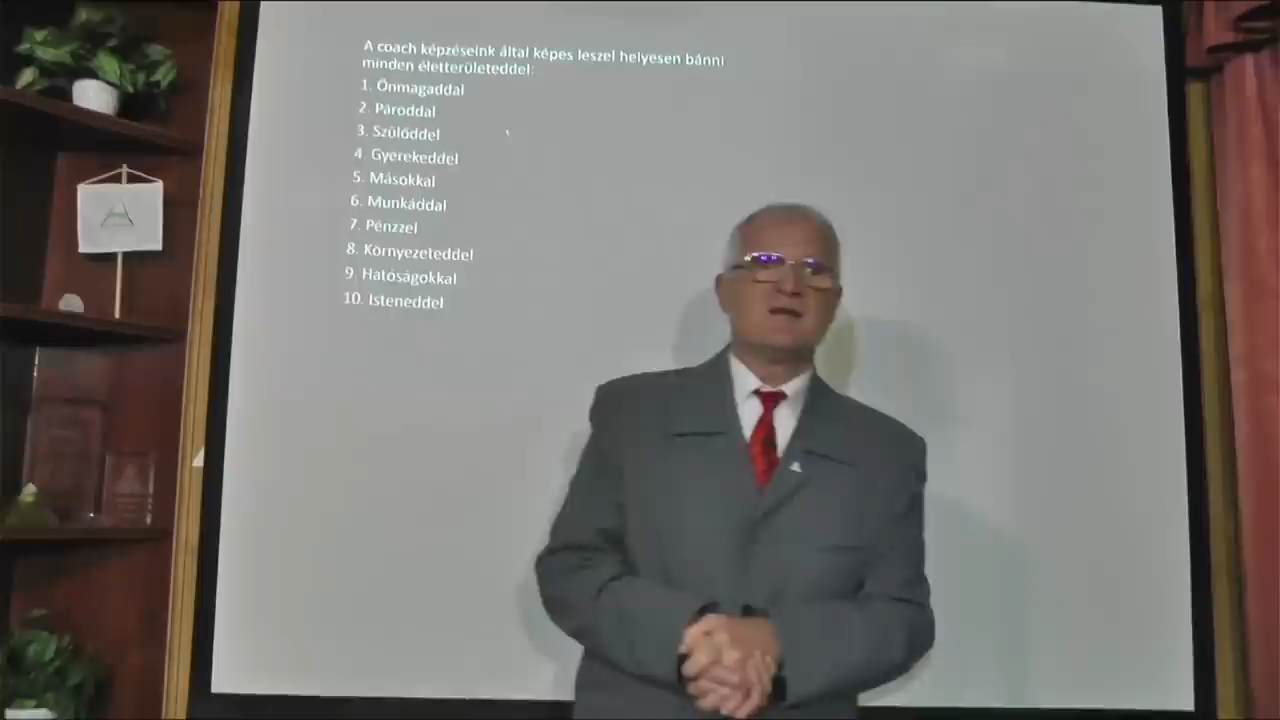 A coach képzéseink által képes leszel helyesen bánni
minden életterületeddel:
1. Önmagaddal
2. Pároddal
3. Szülőddel
4. Gyerekeddel
5. Másokkal
6. Munkáddal
7. Pénzzel
8. Környezeteddel
9. Hatóságokkal
10. Isteneddel